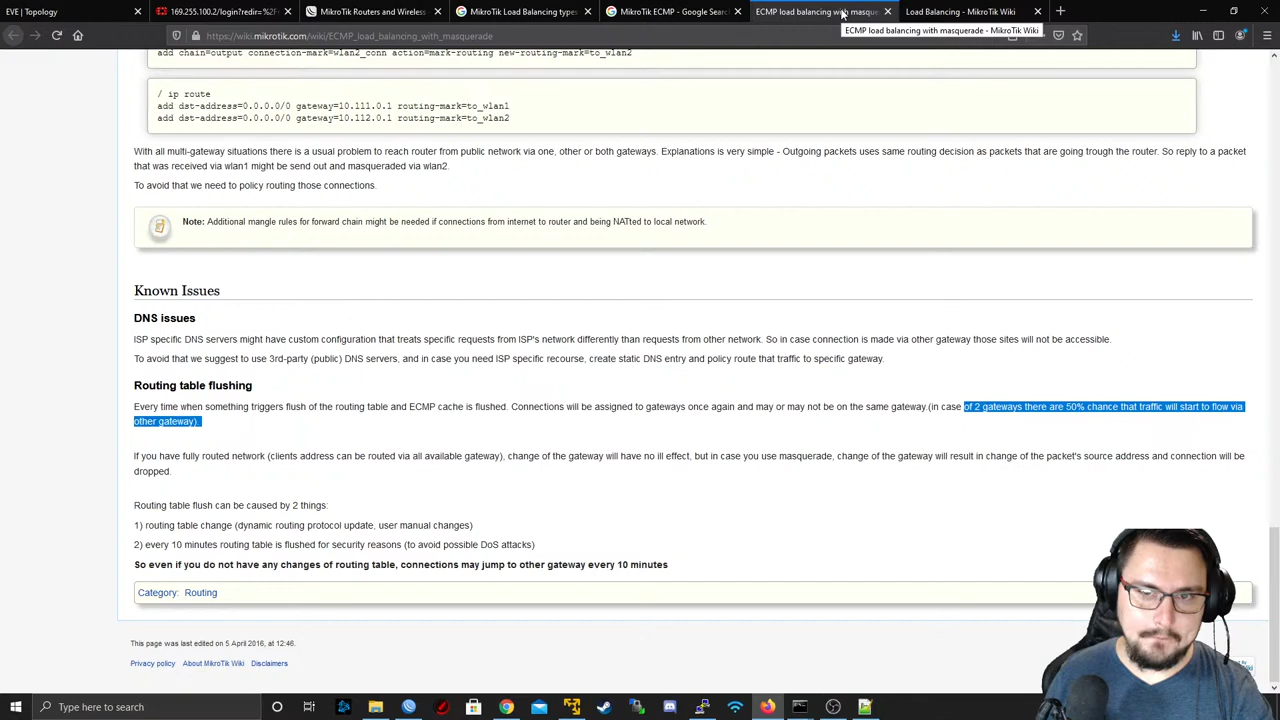 EVE | Topology
169.255.100.2/login?redir=%2F
MikroTik Routers and Wireless
MikroTik Load Balancing types
MikroTik ECMP - Google Search
ECMP load balancing with masque
Load Balancing - MikroTik Wiki
https://wiki.mikrotik.com/wiki/ECMP_load_balancing_with_masquerade
ECMP load balancing with masquerade - MikroTik Wiki
add chain=output connection-mark=wlan2_conn action=mark-routing new-routing-mark=to_wlan2
/ ip route
add dst-address=0.0.0.0/0 gateway=10.111.0.1 routing-mark=to_wlan1
add dst-address=0.0.0.0/0 gateway=10.112.0.1 routing-mark=to_wlan2
With all multi-gateway situations there is a usual problem to reach router from public network via one, other or both gateways. Explanations is very simple - Outgoing packets uses same routing decision as packets that are going trough the router. So reply to a packet
that was received via wlan1 might be send out and masqueraded via wlan2.
To avoid that we need to policy routing those connections.
Note: Additional mangle rules for forward chain might be needed if connections from internet to router and being NATted to local network.
Known Issues
DNS issues
ISP specific DNS servers might have custom configuration that treats specific requests from ISP's network differently than requests from other network. So in case connection is made via other gateway those sites will not be accessible.
To avoid that we suggest to use 3rd-party (public) DNS servers, and in case you need ISP specific recourse, create static DNS entry and policy route that traffic to specific gateway.
Routing table flushing
Every time when something triggers flush of the routing table and ECMP cache is flushed. Connections will be assigned to gateways once again and may or may not be on the same gateway.(in case of 2 gateways there are 50% chance that traffic will start to flow via
other gateway).
If you have fully routed network (clients address can be routed via all available gateway), change of the gateway will have no ill effect, but in case you use masquerade, change of the gateway will result in change of the packet's source address and connection will be
dropped.
Routing table flush can be caused by 2 things:
1) routing table change (dynamic routing protocol update, user manual changes)
2) every 10 minutes routing table is flushed for security reasons (to avoid possible DoS attacks)
So even if you do not have any changes of routing table, connections may jump to other gateway every 10 minutes
Category: Routing
This page was last edited on 5 April 2016, at 12:46.
Privacy policy About MikroTik Wiki Disclaimers
Type here to search